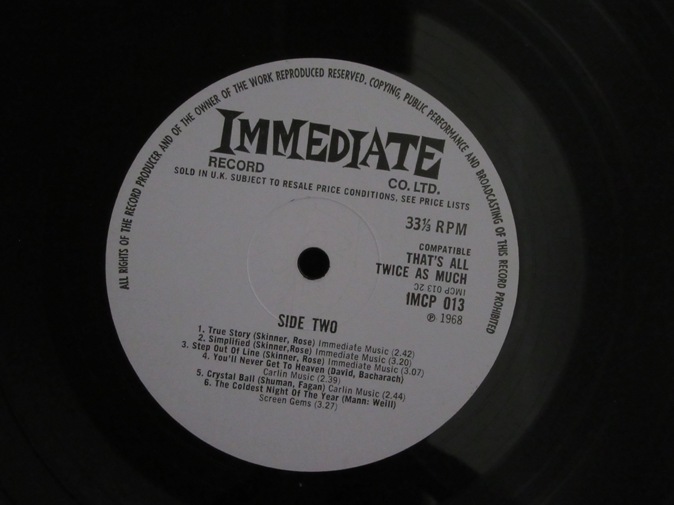 ALL RIGHTS OF THE RECORD PRODUCER AND OF THE OWNER OF THE WORK REPRODUCED RESERVED. COPYING, PUBLIC PERFORMANCE AND BROADCASTING OF THIS RECORD PROHIBITED
IMMEDIATE
RECORD CO. LTD.
SOLD IN U.K. SUBJECT TO RESALE PRICE CONDITIONS, SEE PRICE LISTS
33⅓ RPM
COMPATIBLE
THAT'S ALL
TWICE AS MUCH
IMCP 013 2C
IMCP 013
℗ 1968
SIDE TWO
1. True Story (Skinner, Rose) Immediate Music (2.42)
2. Simplified (Skinner,Rose) Immediate Music (3.20)
3. Step Out Of Line (Skinner, Rose) Immediate Music (3.07)
4. You'll Never Get To Heaven (David, Bacharach)
Carlin Music (2.39)
5. Crystal Ball (Shuman, Fagan) Carlin Music (2.44)
6. The Coldest Night Of The Year (Mann: Weill)
Screen Gems (3.27)